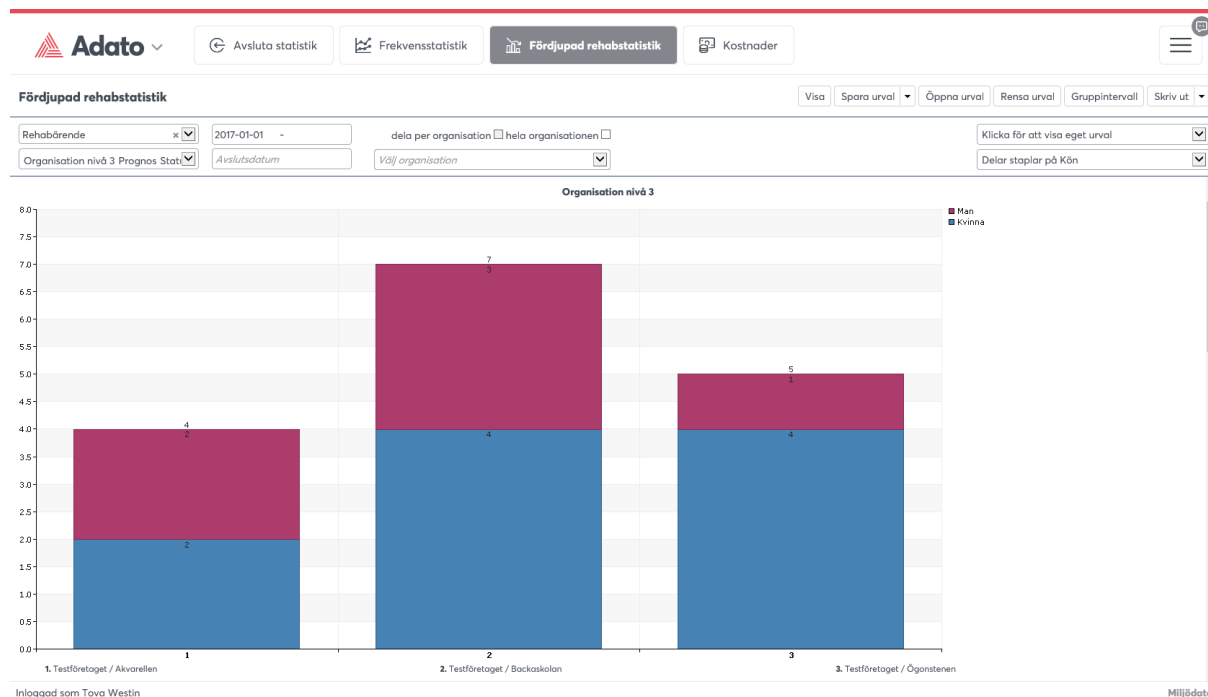 Adato
Avsluta statistik
Frekvensstatistik
Fördjupad rehabstatistik
Kostnader
Fördjupad rehabstatistik
Visa
Spara urval
Öppna urval
Rensa urval
Gruppintervall
Skriv ut
Rehabärende ×
2017-01-01 -
dela per organisation hela organisationen
Klicka för att visa eget urval
Organisation nivå 3 Prognos Stat
Avslutsdatum
Välj organisation
Delar staplar på Kön
Organisation nivå 3
Man
Kvinna
8.0
7.5
7.0
6.5
6.0
5.5
5.0
4.5
4.0
3.5
3.0
2.5
2.0
1.5
1.0
0.5
0.0
4
2
2
7
3
4
5
1
4
1
2
3
1. Testföretaget / Akvarellen
2. Testföretaget / Backaskolan
3. Testföretaget / Ögonstenen
Inloggad som Tova Westin
Miljödat